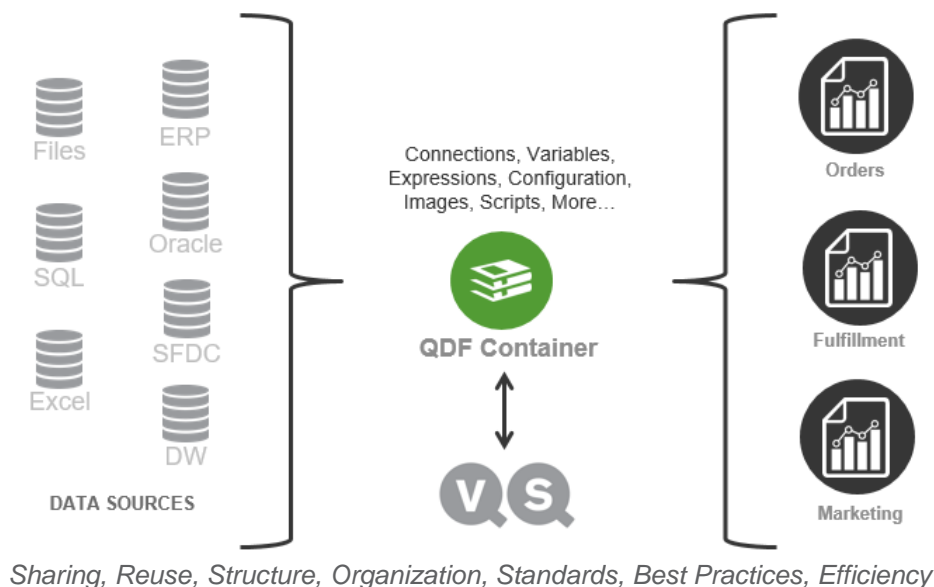 Files
ERP
SQL
Oracle
Excel
SFDC
DW
DATA SOURCES
Connections, Variables,
Expressions, Configuration,
Images, Scripts, More...
QDF Container
V S
Orders
Fulfillment
Marketing
Sharing, Reuse, Structure, Organization, Standards, Best Practices, Efficiency